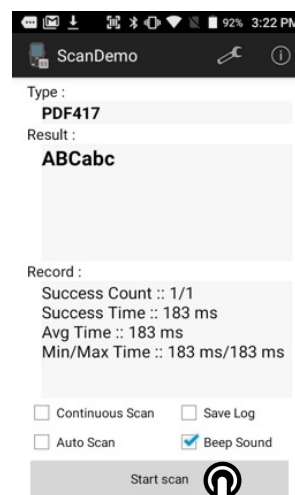 92% 3:22 PM
ScanDemo
Type :
PDF417
Result :
ABCabc
Record :
Success Count :: 1/1
Success Time :: 183 ms
Avg Time :: 183 ms
Min/Max Time :: 183 ms/183 ms
Continuous Scan
Save Log
Auto Scan
Beep Sound
Start scan